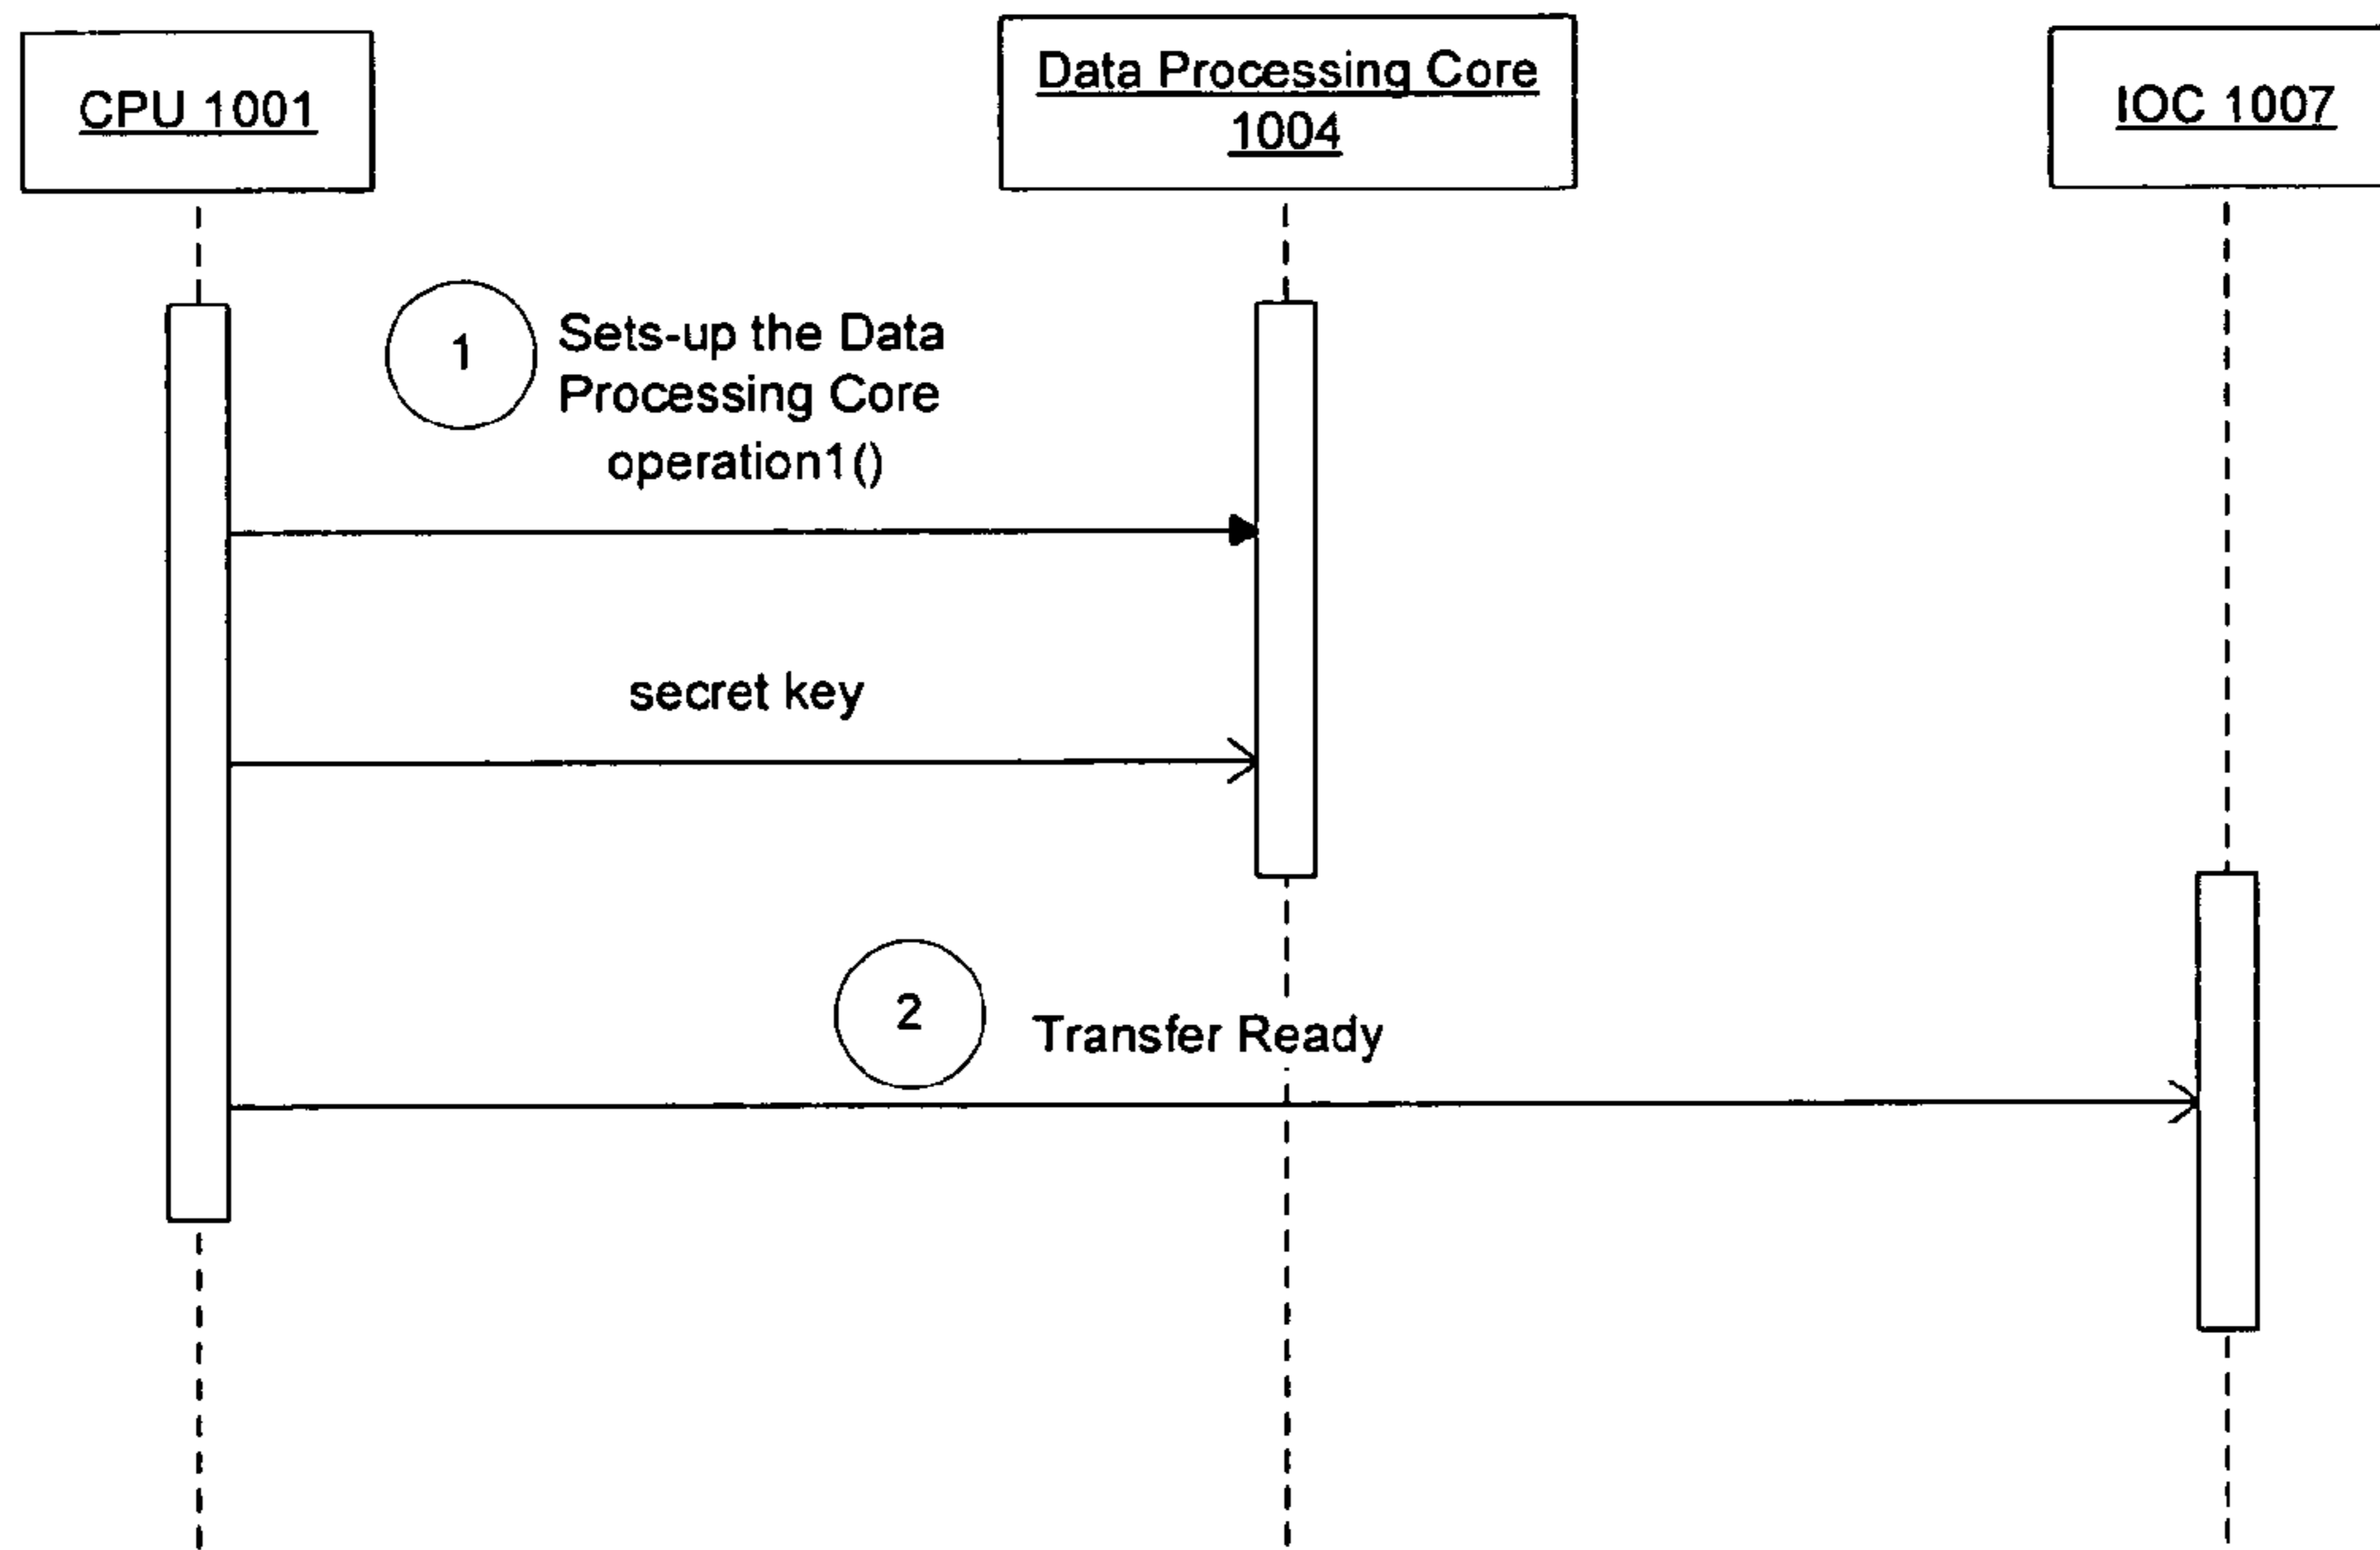 CPU 1001
Data Processing Core
1004
IOC 1007
1
Sets-up the Data
Processing Core
operation1()
secret key
2
Transfer Ready